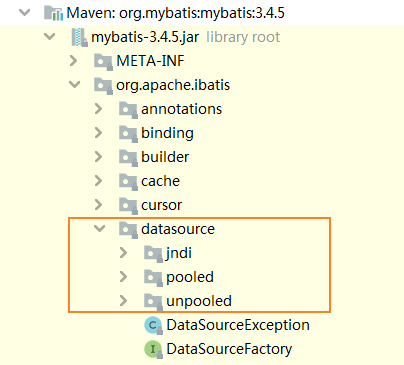 Maven: org.mybatis:mybatis:3.4.5
mybatis-3.4.5.jar library root
META-INF
org.apache.ibatis
annotations
binding
builder
cache
cursor
datasource
jndi
pooled
unpooled
C DataSourceException
I DataSourceFactory